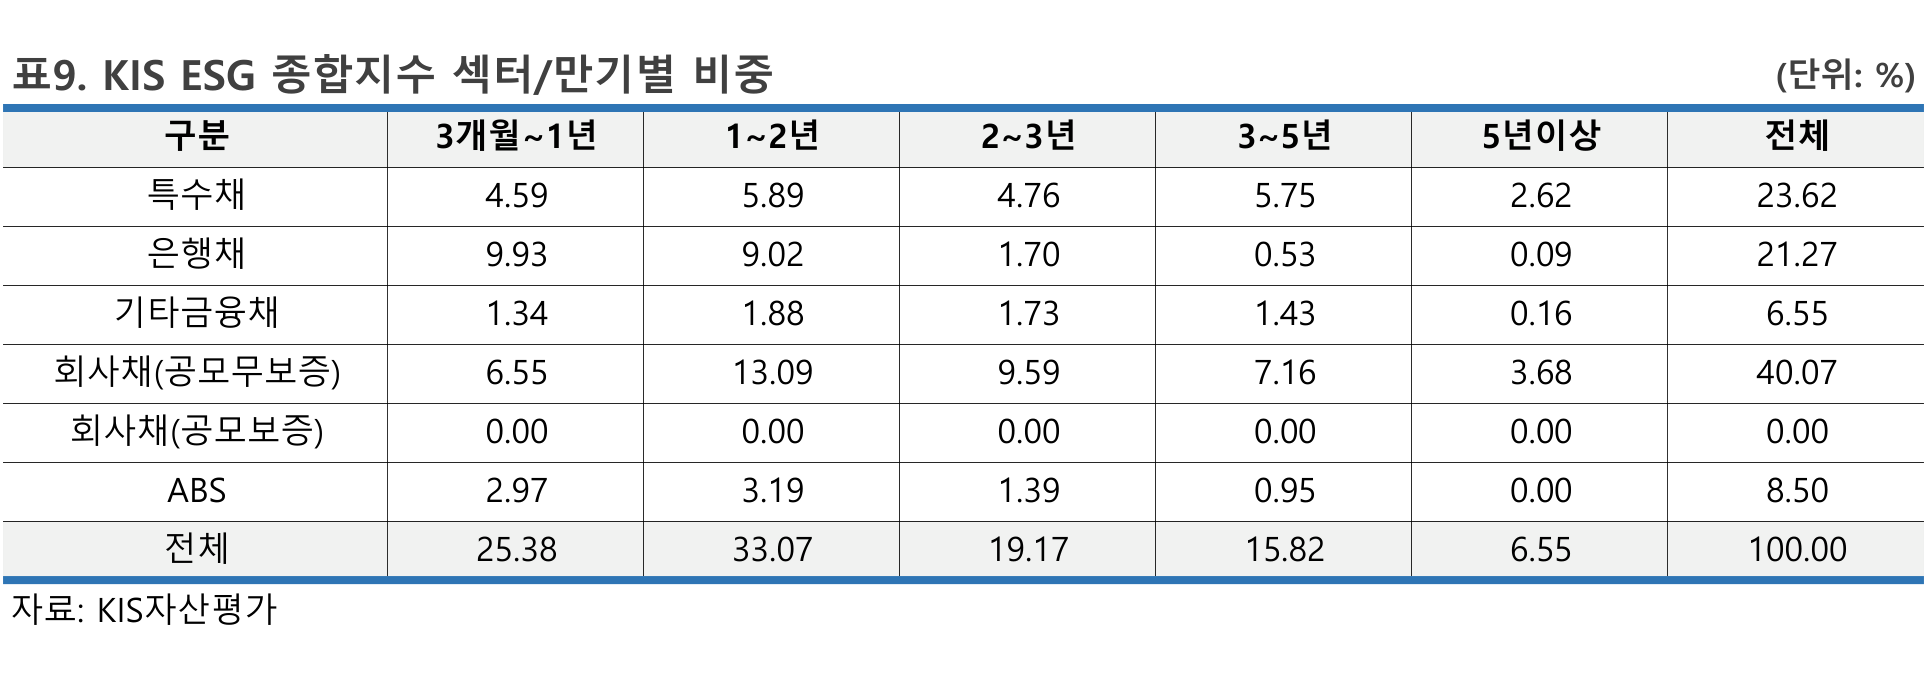 표9. KIS ESG 종합지수 섹터/만기별 비중 (단위: %)
구분 3개월~1년 1~2년 2~3년 3~5년 5년이상 전체
특수채 4.59 5.89 4.76 5.75 2.62 23.62
은행채 9.93 9.02 1.70 0.53 0.09 21.27
기타금융채 1.34 1.88 1.73 1.43 0.16 6.55
회사채(공모무보증) 6.55 13.09 9.59 7.16 3.68 40.07
회사채(공모보증) 0.00 0.00 0.00 0.00 0.00 0.00
ABS 2.97 3.19 1.39 0.95 0.00 8.50
전체 25.38 33.07 19.17 15.82 6.55 100.00
자료: KIS자산평가